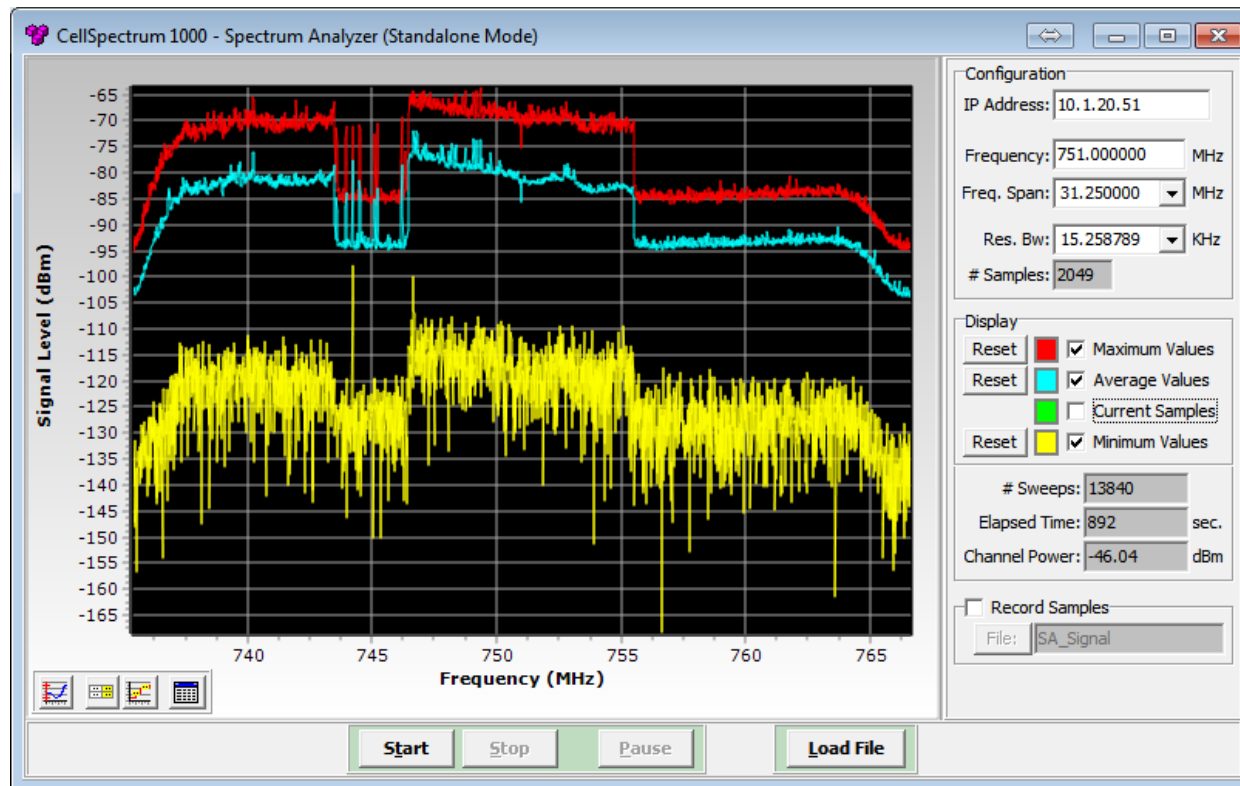 CellSpectrum 1000 - Spectrum Analyzer (Standalone Mode)
Signal Level (dBm)
-65
-70
-75
-80
-85
-90
-95
-100
-105
-110
-115
-120
-125
-130
-135
-140
-145
-150
-155
-160
-165
740 745 750 755 760 765
Frequency (MHz)
Configuration
IP Address: 10.1.20.51
Frequency: 751.000000 MHz
Freq. Span: 31.250000 MHz
Res. Bw: 15.258789 KHz
# Samples: 2049
Display
Reset Maximum Values
Reset Average Values
Current Samples
Reset Minimum Values
# Sweeps: 13840
Elapsed Time: 892 sec.
Channel Power: -46.04 dBm
Record Samples
File: SA_Signal
Start Stop Pause Load File